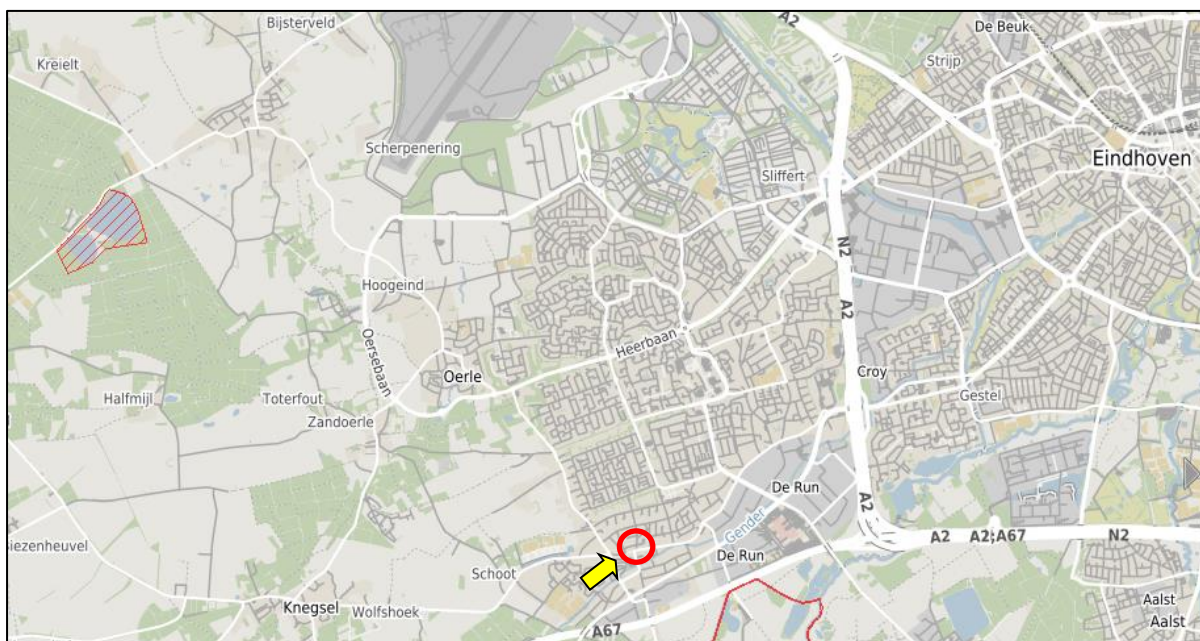 Bijsterveld
A2
De Beuk
Kreielt
Strijp
Scherpenering
Eindhoven
Sliffert
N2
A2
Hoogeind
Oersebaan
Heerbaan
Oerle
Croy
Halfmijl
Toterfout
Gestel
Zandoerle
De Run
A2
Gender
A2
A2;A67
N2
De Run
Schoot
Knegsel
Wolfshoek
Aalst
Aalst
A67